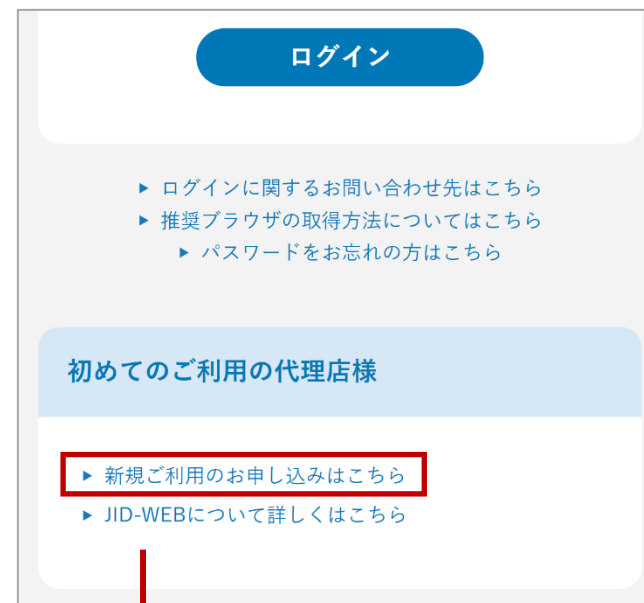 ログイン
▶ ログインに関するお問い合わせ先はこちら
▶ 推奨ブラウザの取得方法についてはこちら
▶ パスワードをお忘れの方はこちら
初めてのご利用の代理店様
▶ 新規ご利用のお申し込みはこちら
▶ JID-WEBについて詳しくはこちら